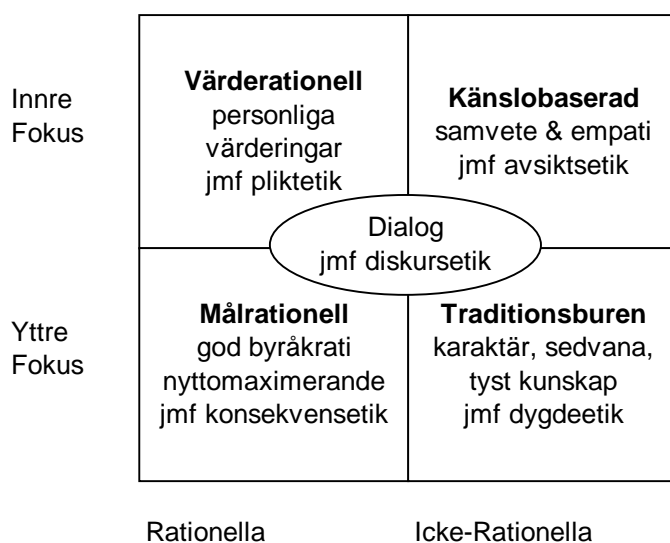 Innre
Fokus
Värderationell
personliga
värderingar
jmf pliktetik
Känslobaserad
samvete & empati
jmf avsiktsetik
Dialog
jmf diskursetik
Yttre
Fokus
Målrationell
god byråkrati
nyttomaximerande
jmf konsekvensetik
Traditionsburen
karaktär, sedvana,
tyst kunskap
jmf dygdeetik
Rationella
Icke-Rationella